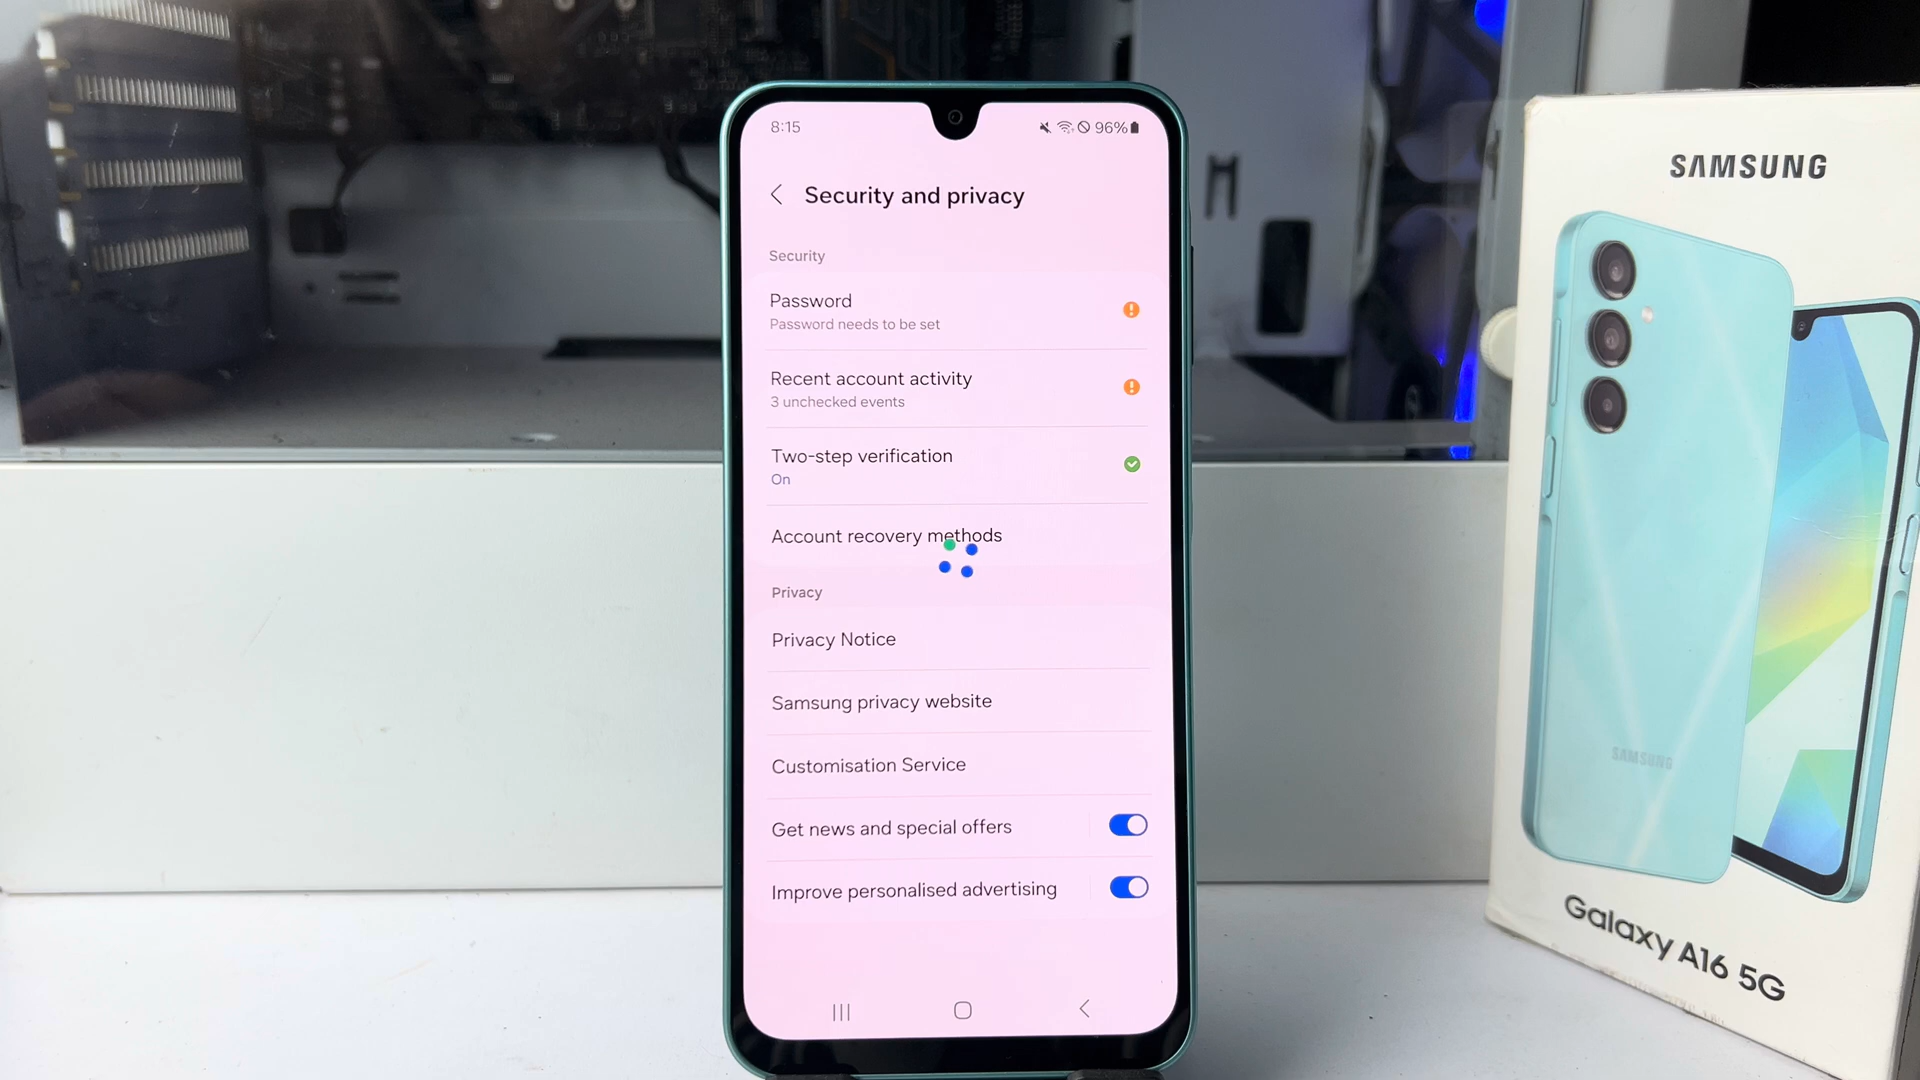 8:15
96%
Security and privacy
Security
Password
Password needs to be set
Recent account activity
3 unchecked events
Two-step verification
On
Account recovery methods
Privacy
Privacy Notice
Samsung privacy website
Customisation Service
Get news and special offers
Improve personalised advertising
SAMSUNG
SAMSUNG
Galaxy A16 5G